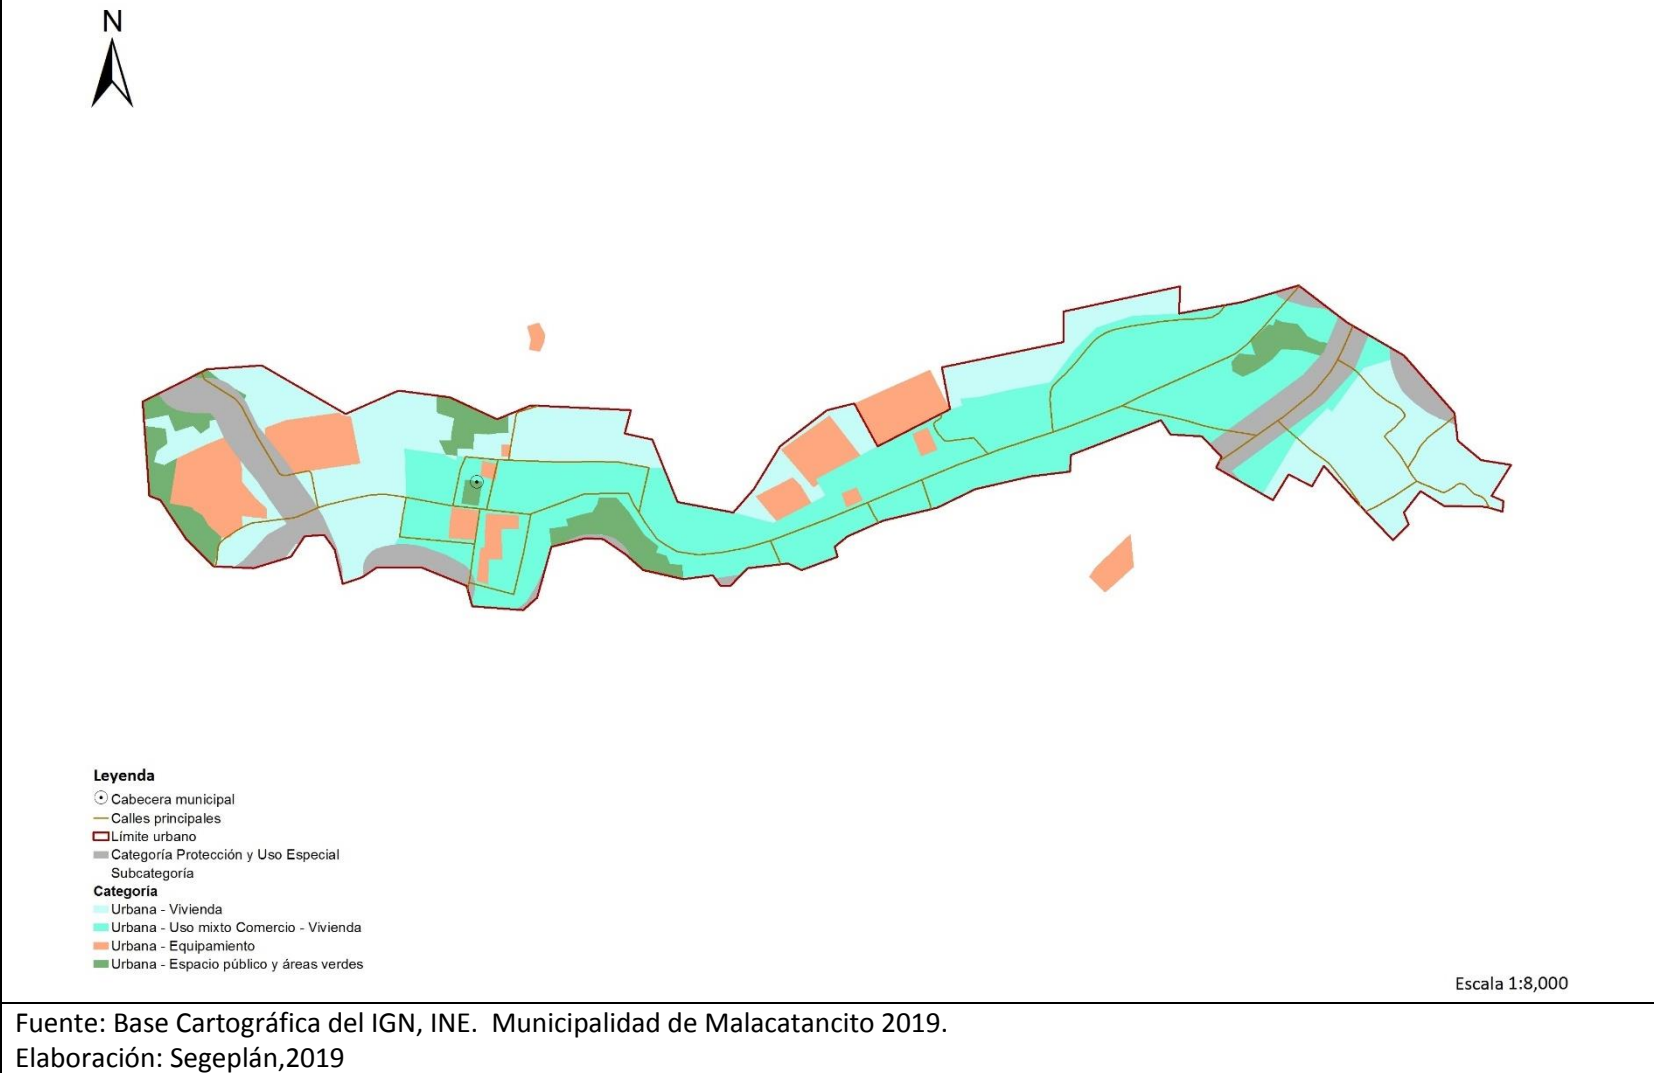 N
Leyenda
Cabecera municipal
Calles principales
Límite urbano
Categoría Protección y Uso Especial
Subcategoría
Categoría
Urbana - Vivienda
Urbana - Uso mixto Comercio - Vivienda
Urbana - Equipamiento
Urbana - Espacio público y áreas verdes
Escala 1:8,000
Fuente: Base Cartográfica del IGN, INE. Municipalidad de Malacatancito 2019.
Elaboración: Segeplán,2019